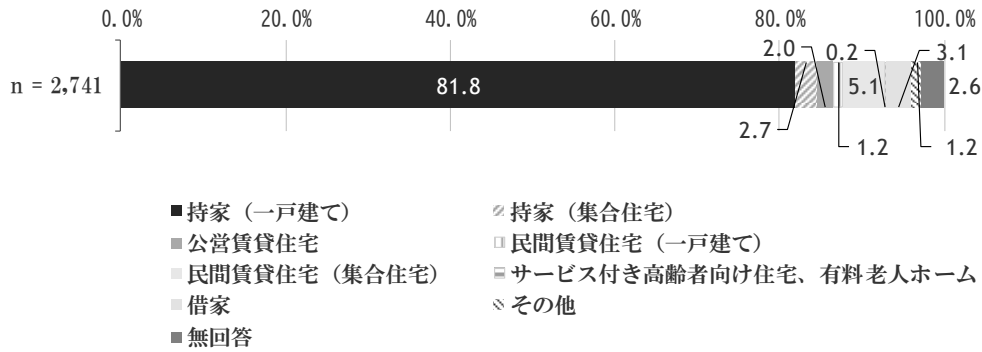 0.0% 20.0% 40.0% 60.0% 80.0% 100.0%
2.0 0.2 3.1
n = 2,741 81.8 5.1 2.6
2.7 1.2 1.2
持家（一戸建て） 持家（集合住宅）
公営賃貸住宅 民間賃貸住宅（一戸建て）
民間賃貸住宅（集合住宅） サービス付き高齢者向け住宅、有料老人ホーム
借家 その他
無回答